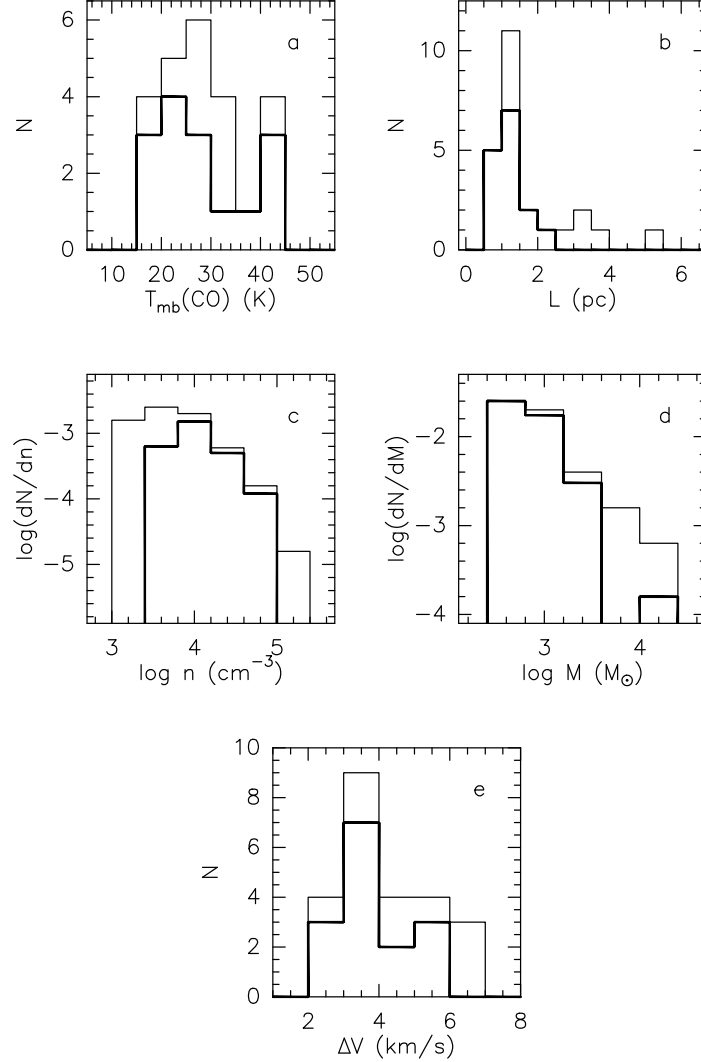 6
4
2
0
N
a
10 20 30 40 50
T_mb(CO) (K)
10
5
0
N
b
0 2 4 6
L (pc)
−3
−4
−5
log(dN/dn)
c
3 4 5
log n (cm^−3)
−2
−3
−4
log(dN/dM)
d
3 4
log M (M_⊙)
10
8
6
4
2
0
N
e
2 4 6 8
ΔV (km/s)